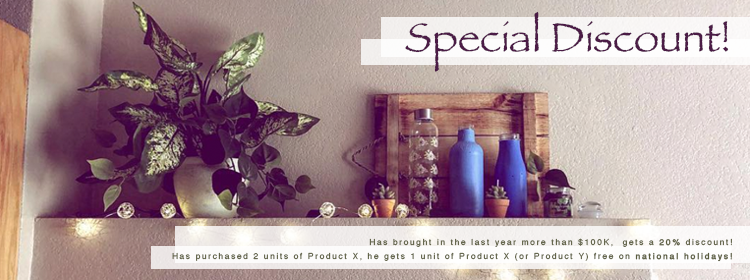 Special Discount!
Has brought in the last year more than $100K, gets a 20% discount!
Has purchased 2 units of Product X, he gets 1 unit of Product X (or Product Y) free on national holidays!